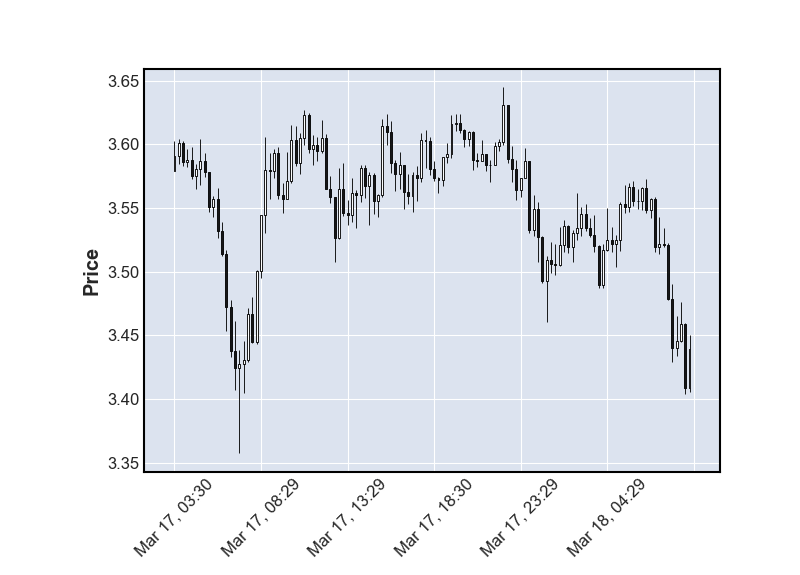 3.65
3.60
3.55
3.50
3.45
3.40
3.35
Price
Mar 17, 03:30
Mar 17, 08:29
Mar 17, 13:29
Mar 17, 18:30
Mar 17, 23:29
Mar 18, 04:29